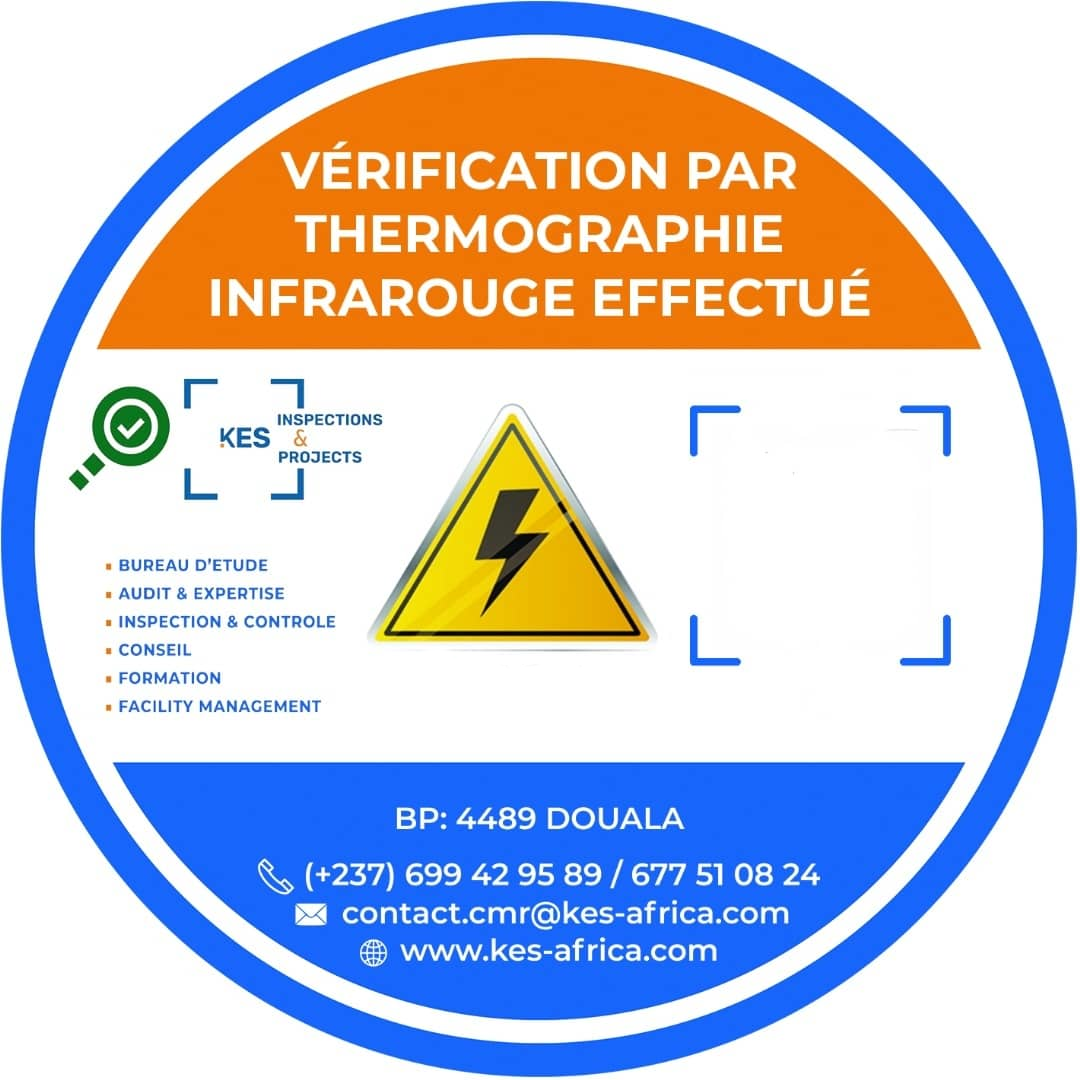 VÉRIFICATION PAR
THERMOGRAPHIE
INFRAROUGE EFFECTUÉ
KES INSPECTIONS
&
PROJECTS
▪ BUREAU D’ETUDE
▪ AUDIT & EXPERTISE
▪ INSPECTION & CONTROLE
▪ CONSEIL
▪ FORMATION
▪ FACILITY MANAGEMENT
BP: 4489 DOUALA
(+237) 699 42 95 89 / 677 51 08 24
contact.cmr@kes-africa.com
www.kes-africa.com